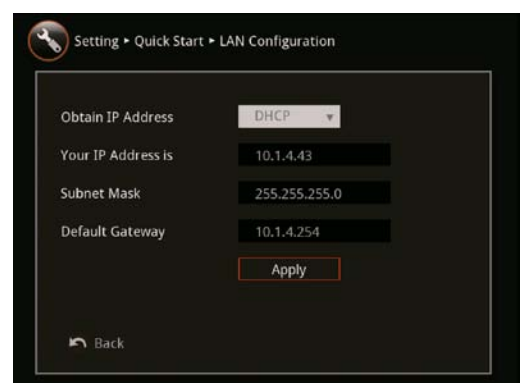 Setting ▸ Quick Start ▸ LAN Configuration
Obtain IP Address DHCP ▼
Your IP Address is 10.1.4.43
Subnet Mask 255.255.255.0
Default Gateway 10.1.4.254
Apply
Back